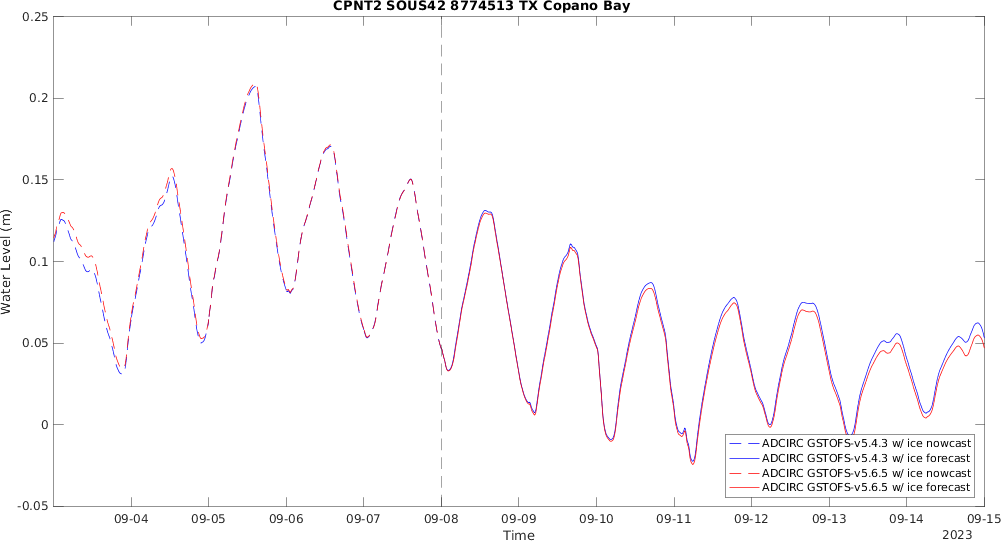 CPNT2 SOUS42 8774513 TX Copano Bay
0.25
0.2
0.15
0.1
0.05
0
-0.05
Water Level (m)
ADCIRC GSTOFS-v5.4.3 w/ ice nowcast
ADCIRC GSTOFS-v5.4.3 w/ ice forecast
ADCIRC GSTOFS-v5.6.5 w/ ice nowcast
ADCIRC GSTOFS-v5.6.5 w/ ice forecast
09-04 09-05 09-06 09-07 09-08 09-09 09-10 09-11 09-12 09-13 09-14 09-15
Time
2023